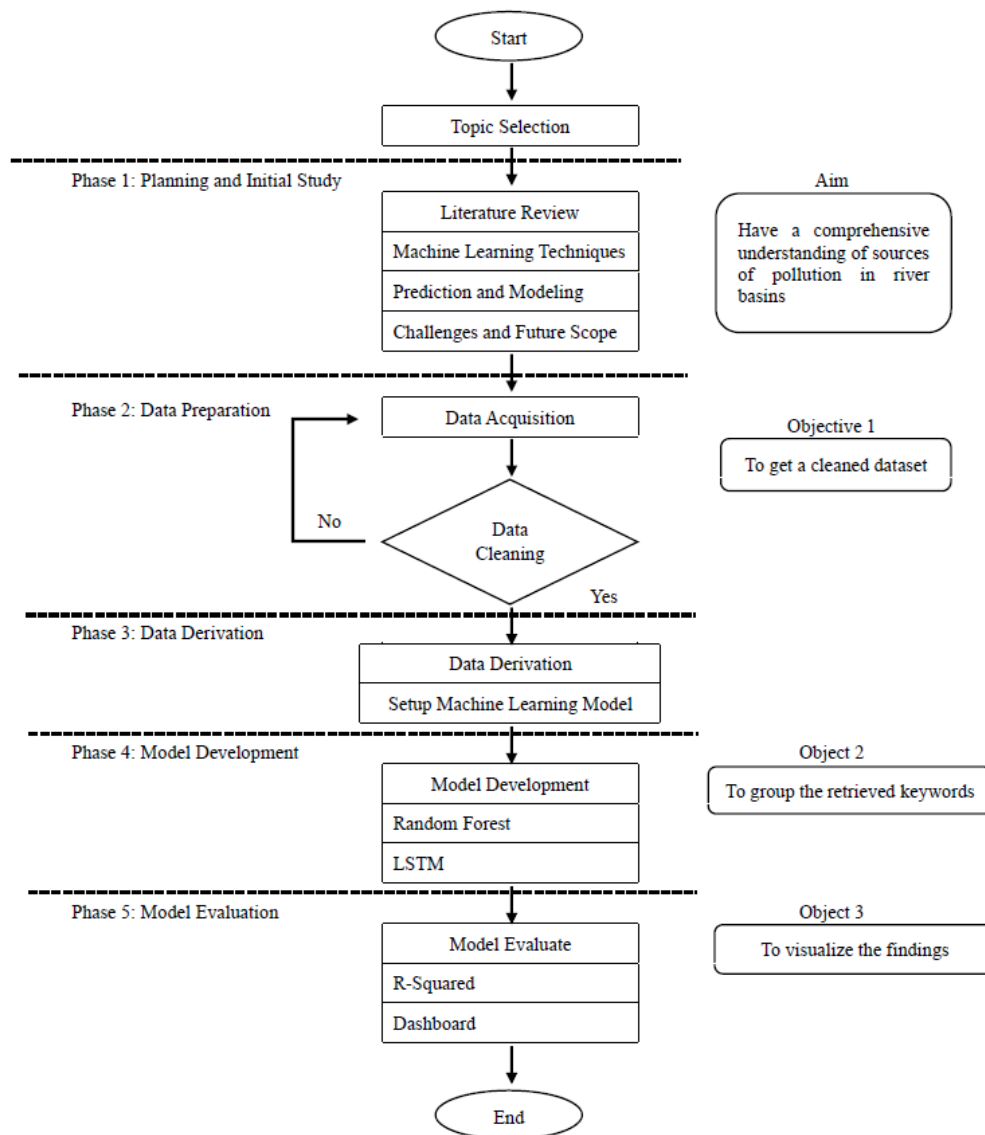 Start
Topic Selection
Phase 1: Planning and Initial Study
Aim
Literature Review
Machine Learning Techniques
Prediction and Modeling
Challenges and Future Scope
Have a comprehensive
understanding of sources
of pollution in river
basins
Phase 2: Data Preparation
Data Acquisition
Objective 1
To get a cleaned dataset
No
Data
Cleaning
Yes
Phase 3: Data Derivation
Data Derivation
Setup Machine Learning Model
Phase 4: Model Development
Object 2
Model Development
To group the retrieved keywords
Random Forest
LSTM
Phase 5: Model Evaluation
Object 3
Model Evaluate
To visualize the findings
R-Squared
Dashboard
End